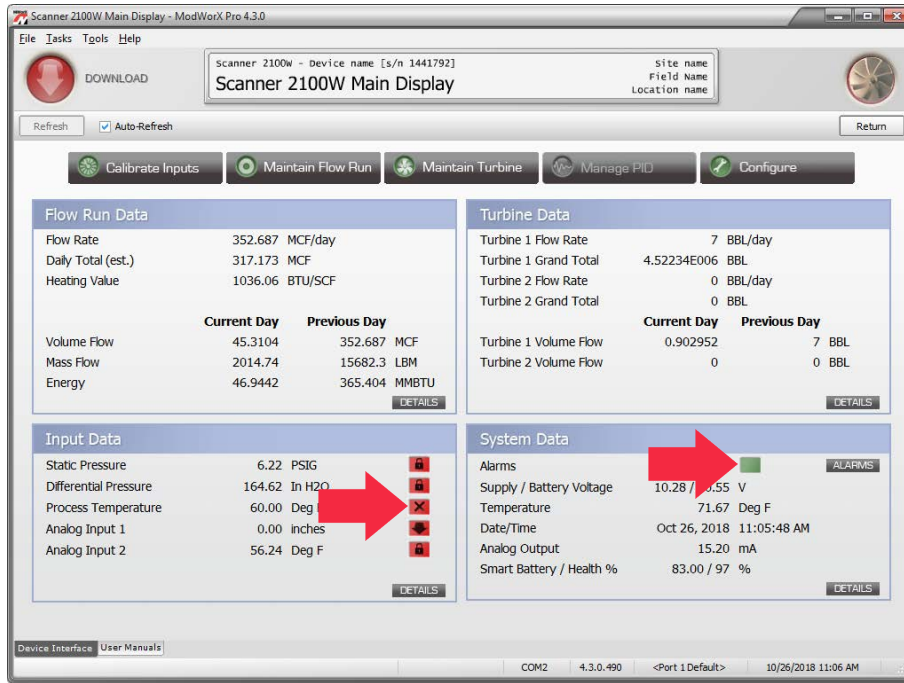 Scanner 2100W Main Display - ModWorX Pro 4.3.0
File Tasks Tools Help
DOWNLOAD
Scanner 2100W - Device name [s/n 1441792]
Scanner 2100W Main Display
Site name
Field Name
Location name
Refresh Auto-Refresh Return
Calibrate Inputs Maintain Flow Run Maintain Turbine Manage PID Configure
Flow Run Data
Flow Rate 352.687 MCF/day
Daily Total (est.) 317.173 MCF
Heating Value 1036.06 BTU/SCF
Current Day Previous Day
Volume Flow 45.3104 352.687 MCF
Mass Flow 2014.74 15682.3 LBM
Energy 46.9442 365.404 MMBTU
DETAILS
Turbine Data
Turbine 1 Flow Rate 7 BBL/day
Turbine 1 Grand Total 4.52234E006 BBL
Turbine 2 Flow Rate 0 BBL/day
Turbine 2 Grand Total 0 BBL
Current Day Previous Day
Turbine 1 Volume Flow 0.902952 7 BBL
Turbine 2 Volume Flow 0 0 BBL
DETAILS
Input Data
Static Pressure 6.22 PSIG
Differential Pressure 164.62 In H2O
Process Temperature 60.00 Deg
Analog Input 1 0.00 inches
Analog Input 2 56.24 Deg F
DETAILS
System Data
Alarms ALARMS
Supply / Battery Voltage 10.28 / .55 V
Temperature 71.67 Deg F
Date/Time Oct 26, 2018 11:05:48 AM
Analog Output 15.20 mA
Smart Battery / Health % 83.00 / 97 %
DETAILS
Device Interface User Manuals
COM2 4.3.0.490 <Port 1 Default> 10/26/2018 11:06 AM